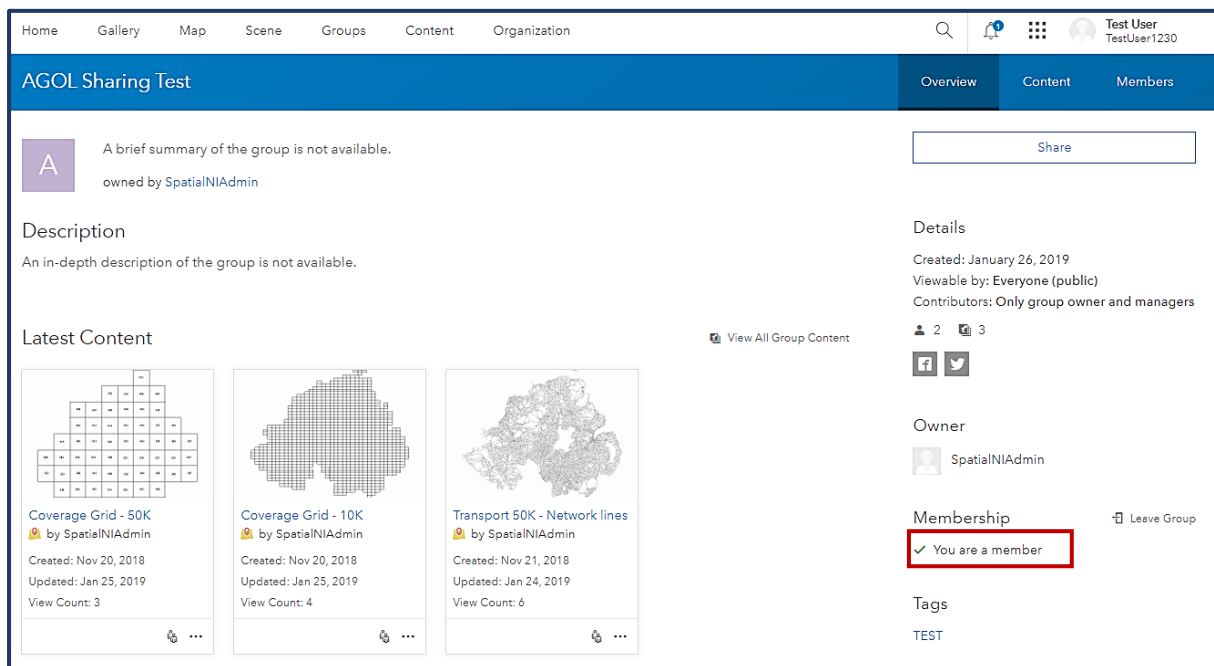 Home Gallery Map Scene Groups Content Organization
1
Test User
TestUser1230
AGOL Sharing Test
Overview Content Members
A
A brief summary of the group is not available.
owned by SpatialNIAdmin
Share
Description
An in-depth description of the group is not available.
Details
Created: January 26, 2019
Viewable by: Everyone (public)
Contributors: Only group owner and managers
2 3
Latest Content
View All Group Content
Coverage Grid - 50K
by SpatialNIAdmin
Created: Nov 20, 2018
Updated: Jan 25, 2019
View Count: 3
Coverage Grid - 10K
by SpatialNIAdmin
Created: Nov 20, 2018
Updated: Jan 25, 2019
View Count: 4
Transport 50K - Network lines
by SpatialNIAdmin
Created: Nov 21, 2018
Updated: Jan 24, 2019
View Count: 6
Owner
SpatialNIAdmin
Membership
Leave Group
You are a member
Tags
TEST